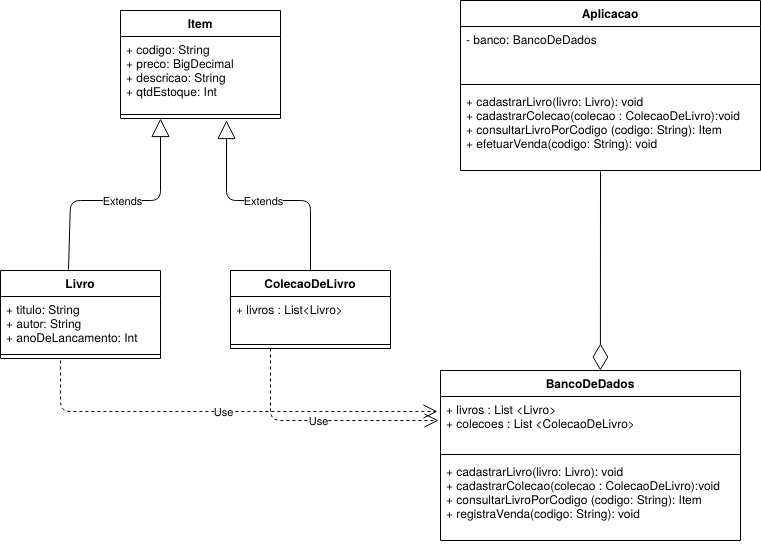 Item
+ codigo: String
+ preco: BigDecimal
+ descricao: String
+ qtdEstoque: Int
Aplicacao
- banco: BancoDeDados
+ cadastrarLivro(livro: Livro): void
+ cadastrarColecao(colecao : ColecaoDeLivro):void
+ consultarLivroPorCodigo (codigo: String): Item
+ efetuarVenda(codigo: String): void
Extends
Extends
Livro
+ titulo: String
+ autor: String
+ anoDeLancamento: Int
ColecaoDeLivro
+ livros : List<Livro>
Use
Use
BancoDeDados
+ livros : List <Livro>
+ colecoes : List <ColecaoDeLivro>
+ cadastrarLivro(livro: Livro): void
+ cadastrarColecao(colecao : ColecaoDeLivro):void
+ consultarLivroPorCodigo (codigo: String): Item
+ registraVenda(codigo: String): void